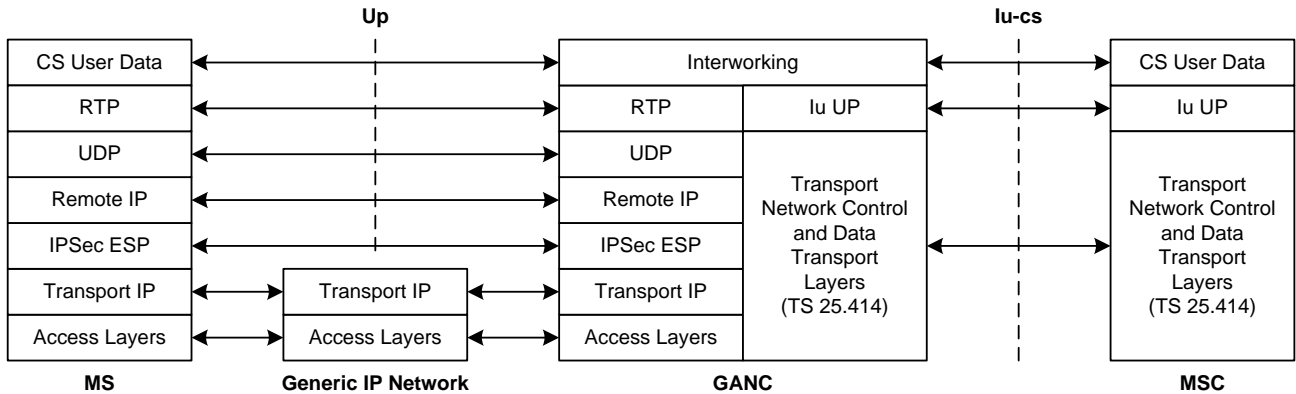 Up
Iu-cs
CS User Data
Interworking
CS User Data
RTP
RTP
Iu UP
Iu UP
UDP
UDP
Transport
Network Control
and Data
Transport
Layers
(TS 25.414)
Transport
Network Control
and Data
Transport
Layers
(TS 25.414)
Remote IP
Remote IP
IPSec ESP
IPSec ESP
Transport IP
Transport IP
Transport IP
Access Layers
Access Layers
Access Layers
MS
Generic IP Network
GANC
MSC